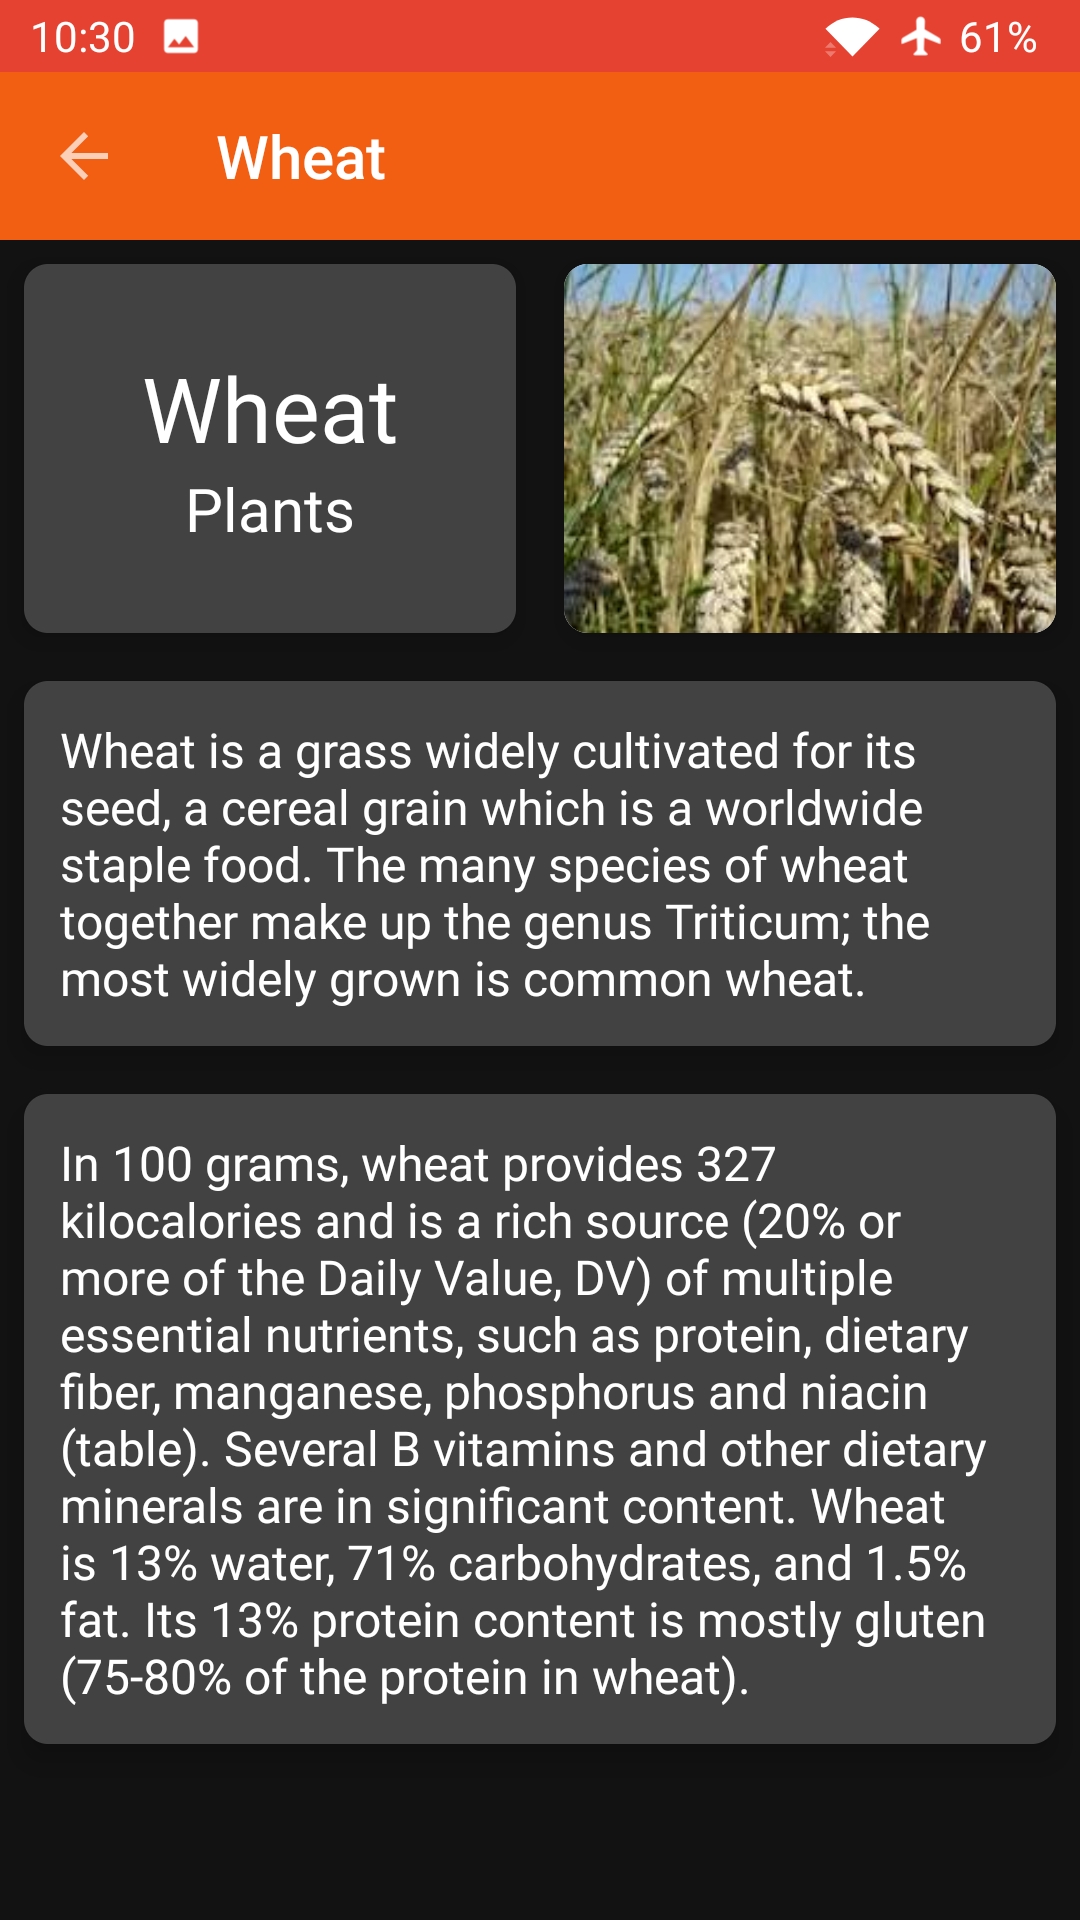 10:30
61%
Wheat
Wheat
Plants
Wheat is a grass widely cultivated for its
seed, a cereal grain which is a worldwide
staple food. The many species of wheat
together make up the genus Triticum; the
most widely grown is common wheat.
In 100 grams, wheat provides 327
kilocalories and is a rich source (20% or
more of the Daily Value, DV) of multiple
essential nutrients, such as protein, dietary
fiber, manganese, phosphorus and niacin
(table). Several B vitamins and other dietary
minerals are in significant content. Wheat
is 13% water, 71% carbohydrates, and 1.5%
fat. Its 13% protein content is mostly gluten
(75-80% of the protein in wheat).